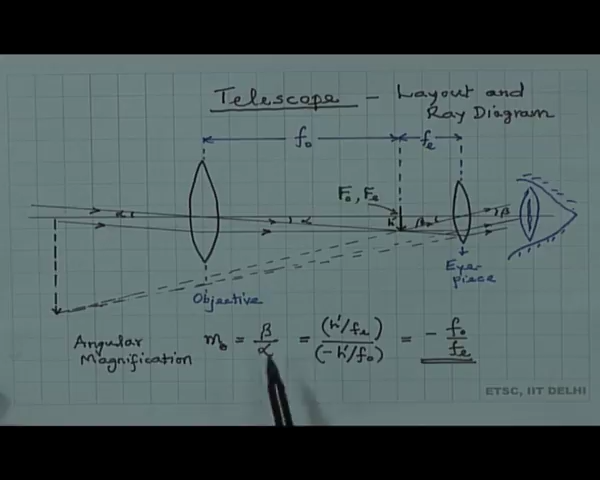 Telescope - Layout and
Ray Diagram
f₀ fₑ
F₀, Fₑ
α α h' β β
Objective
Eye-
piece
Angular
Magnification
mθ = β/α = (h'/fₑ)/(-h'/f₀) = - f₀/fₑ
ETSC, IIT DELHI